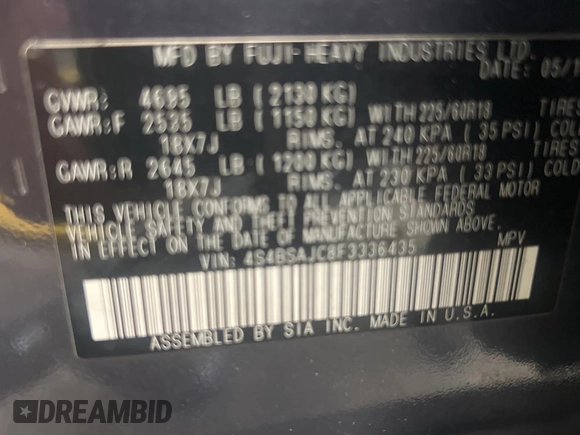 MFD BY FUJI HEAVY INDUSTRIES LTD.
DATE: 05/1
GVWR: 4695 LB (2130 KG)
GAWR:F 2535 LB (1150 KG) WITH 225/60R18 TIRES
18X7J RIMS. AT 240 KPA (35 PSI) COLD
GAWR:R 2645 LB (1200 KG) WITH 225/60R18 TIRES
18X7J RIMS. AT 230 KPA (33 PSI) COLD
THIS VEHICLE CONFORMS TO ALL APPLICABLE FEDERAL MOTOR
VEHICLE SAFETY AND THEFT PREVENTION STANDARDS
IN EFFECT ON THE DATE OF MANUFACTURE SHOWN ABOVE.
VIN: 4S4BSAJC8F3336435 MPV
ASSEMBLED BY SIA INC. MADE IN U.S.A.
DREAMBID